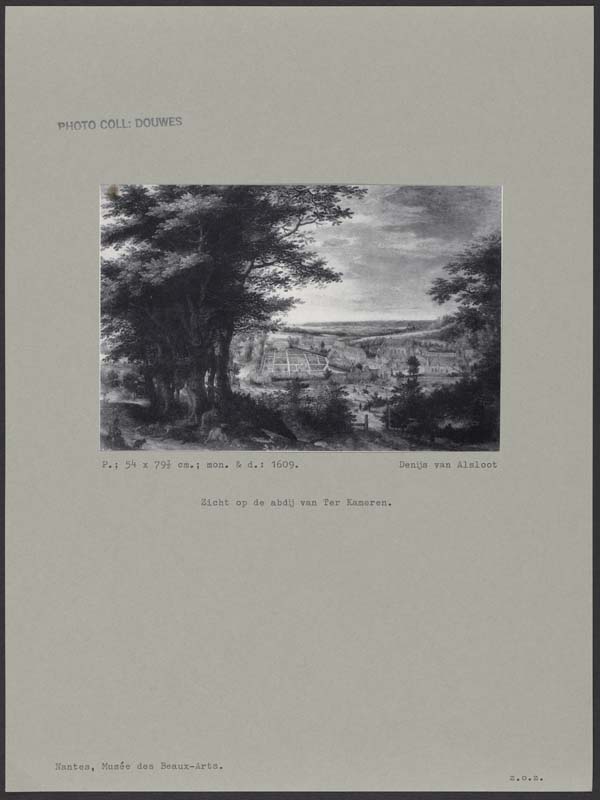 PHOTO COLL: DOUWES
P.; 54 x 79½ cm.; mon. & d.: 1609. Denijs van Alsloot
Zicht op de abdij van Ter Kameren.
Nantes, Musée des Beaux-Arts.
z.o.z.